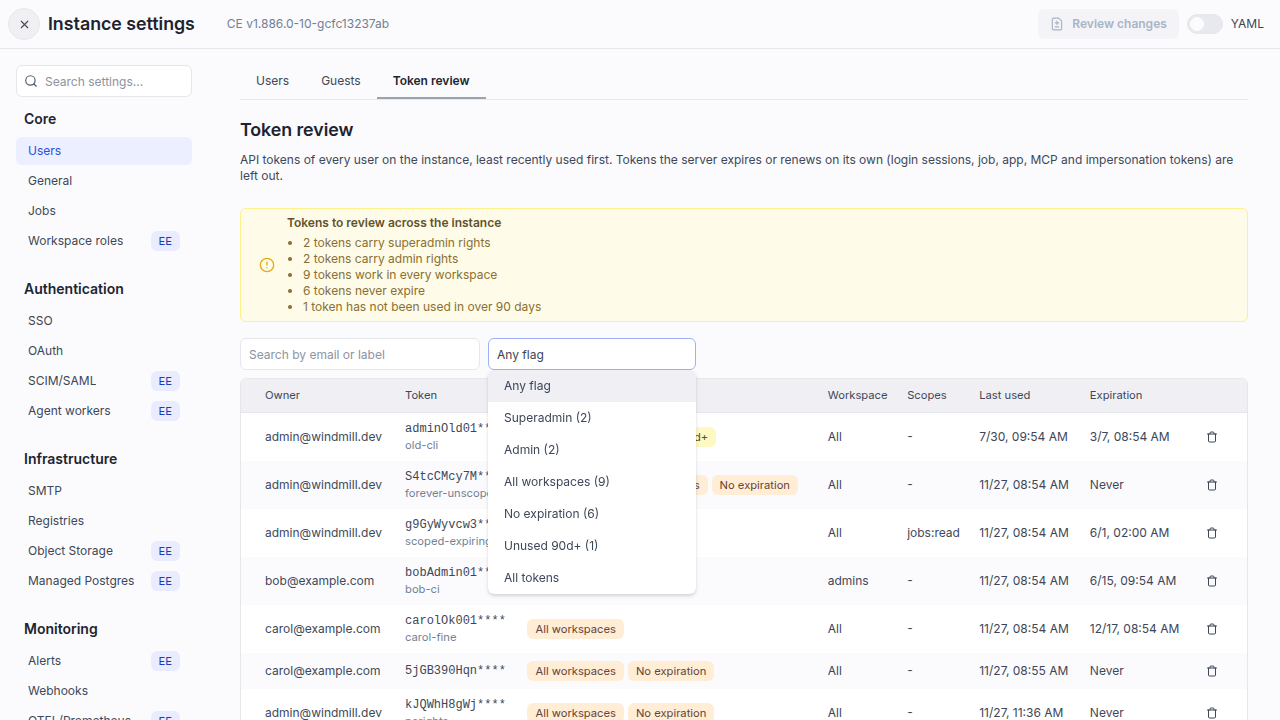 Instance settings
CE v1.886.0-10-gcfc13237ab
Review changes
YAML
Search settings...
Core
Users
General
Jobs
Workspace roles EE
Authentication
SSO
OAuth
SCIM/SAML EE
Agent workers EE
Infrastructure
SMTP
Registries
Object Storage EE
Managed Postgres EE
Monitoring
Alerts EE
Webhooks
Users Guests Token review
Token review
API tokens of every user on the instance, least recently used first. Tokens the server expires or renews on its own (login sessions, job, app, MCP and impersonation tokens) are
left out.
Tokens to review across the instance
• 2 tokens carry superadmin rights
• 2 tokens carry admin rights
• 9 tokens work in every workspace
• 6 tokens never expire
• 1 token has not been used in over 90 days
Search by email or label
Any flag
Any flag
Superadmin (2)
Admin (2)
All workspaces (9)
No expiration (6)
Unused 90d+ (1)
All tokens
Owner Token Workspace Scopes Last used Expiration
admin@windmill.dev adminOld01** d+ All - 7/30, 09:54 AM 3/7, 08:54 AM
old-cli
admin@windmill.dev S4tcCMcy7M** s No expiration All - 11/27, 08:54 AM Never
forever-unscop
admin@windmill.dev g9GyWyvcw3** All jobs:read 11/27, 08:54 AM 6/1, 02:00 AM
scoped-expiring
bob@example.com bobAdmin01** admins - 11/27, 08:54 AM 6/15, 09:54 AM
bob-ci
carol@example.com carolOk001**** All workspaces All - 11/27, 08:54 AM 12/17, 08:54 AM
carol-fine
carol@example.com 5jGB390Hqn**** All workspaces No expiration All - 11/27, 08:55 AM Never
admin@windmill.dev kJQWhH8gWj**** All workspaces No expiration All - 11/27, 11:36 AM Never